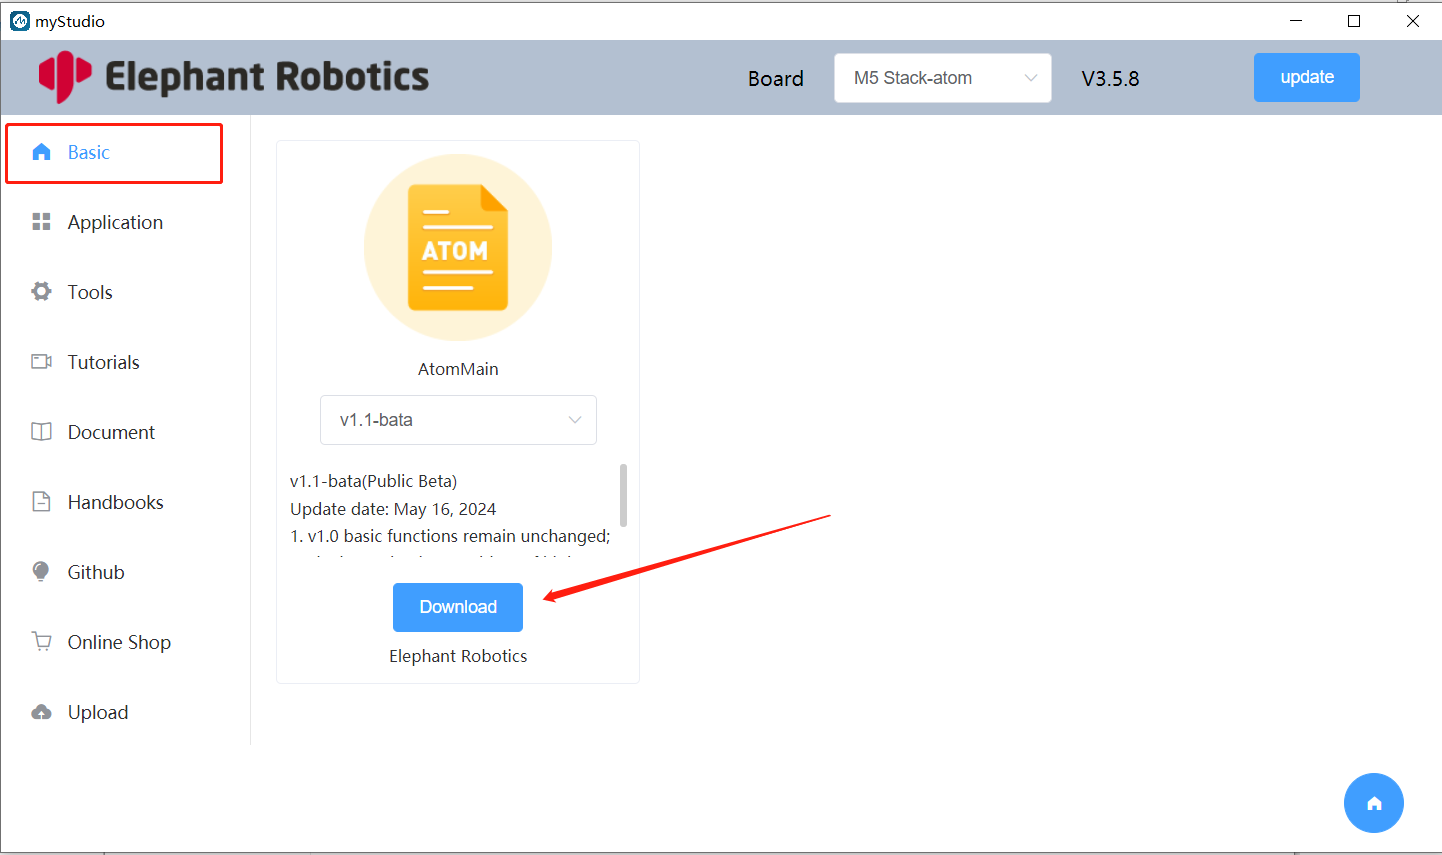 myStudio
Elephant Robotics
Board
M5 Stack-atom
V3.5.8
update
Basic
Application
Tools
Tutorials
Document
Handbooks
Github
Online Shop
Upload
ATOM
AtomMain
v1.1-bata
v1.1-bata(Public Beta)
Update date: May 16, 2024
1. v1.0 basic functions remain unchanged;
Download
Elephant Robotics